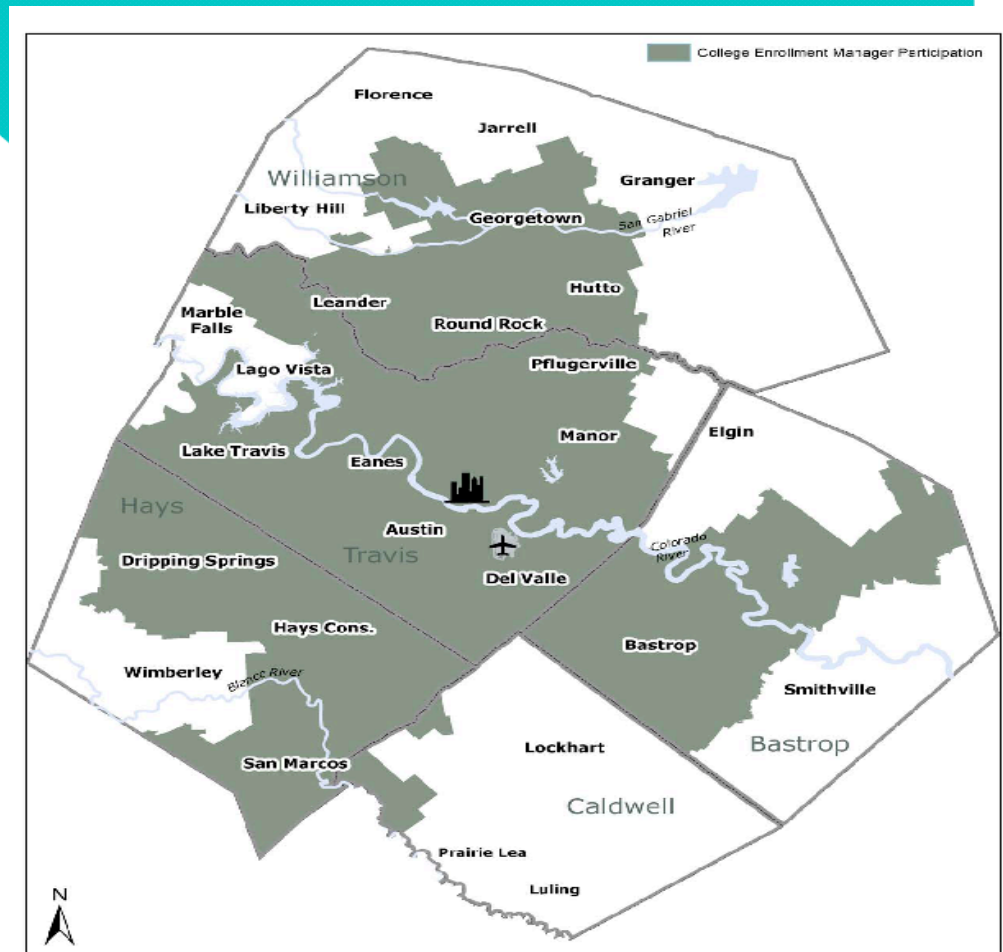 College Enrollment Manager Participation
Florence
Jarrell
Williamson
Granger
Liberty Hill
Georgetown
San Gabriel
River
Hutto
Leander
Marble
Falls
Round Rock
Pflugerville
Lago Vista
Elgin
Manor
Lake Travis
Eanes
Hays
Austin
Travis
Colorado
River
Dripping Springs
Del Valle
Hays Cons.
Bastrop
Wimberley
Blanco River
Smithville
Bastrop
Lockhart
San Marcos
Caldwell
Prairie Lea
Luling
N